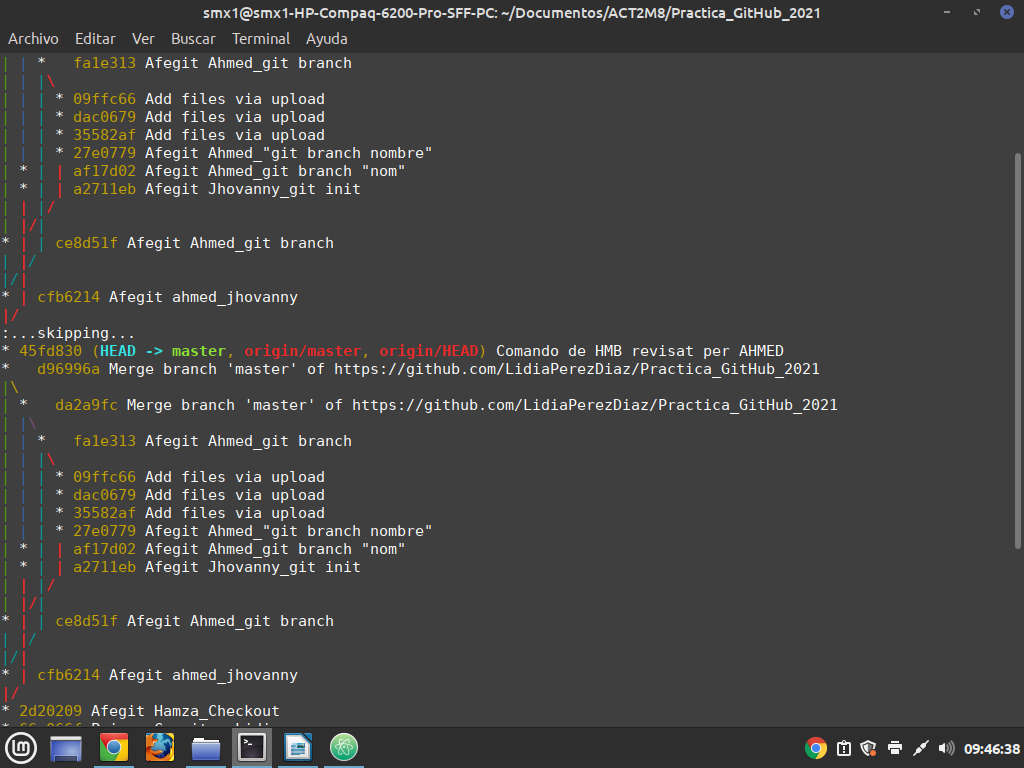 smx1@smx1-HP-Compaq-6200-Pro-SFF-PC: ~/Documentos/ACT2M8/Practica_GitHub_2021
Archivo Editar Ver Buscar Terminal Ayuda
| | *   fa1e313 Afegit Ahmed_git branch
| | |\
| | | * 09ffc66 Add files via upload
| | | * dac0679 Add files via upload
| | | * 35582af Add files via upload
| | | * 27e0779 Afegit Ahmed_"git branch nombre"
| * | | af17d02 Afegit Ahmed_git branch "nom"
| * | | a2711eb Afegit Jhovanny_git init
| | |/
| |/|
* | | ce8d51f Afegit Ahmed_git branch
| |/
|/|
* | cfb6214 Afegit ahmed_jhovanny
|/
:...skipping...
* 45fd830 (HEAD -> master, origin/master, origin/HEAD) Comando de HMB revisat per AHMED
*   d96996a Merge branch 'master' of https://github.com/LidiaPerezDiaz/Practica_GitHub_2021
|\
| *   da2a9fc Merge branch 'master' of https://github.com/LidiaPerezDiaz/Practica_GitHub_2021
| |\
| | *   fa1e313 Afegit Ahmed_git branch
| | |\
| | | * 09ffc66 Add files via upload
| | | * dac0679 Add files via upload
| | | * 35582af Add files via upload
| | | * 27e0779 Afegit Ahmed_"git branch nombre"
| * | | af17d02 Afegit Ahmed_git branch "nom"
| * | | a2711eb Afegit Jhovanny_git init
| | |/
| |/|
* | | ce8d51f Afegit Ahmed_git branch
| |/
|/|
* | cfb6214 Afegit ahmed_jhovanny
|/
* 2d20209 Afegit Hamza_Checkout
09:46:38